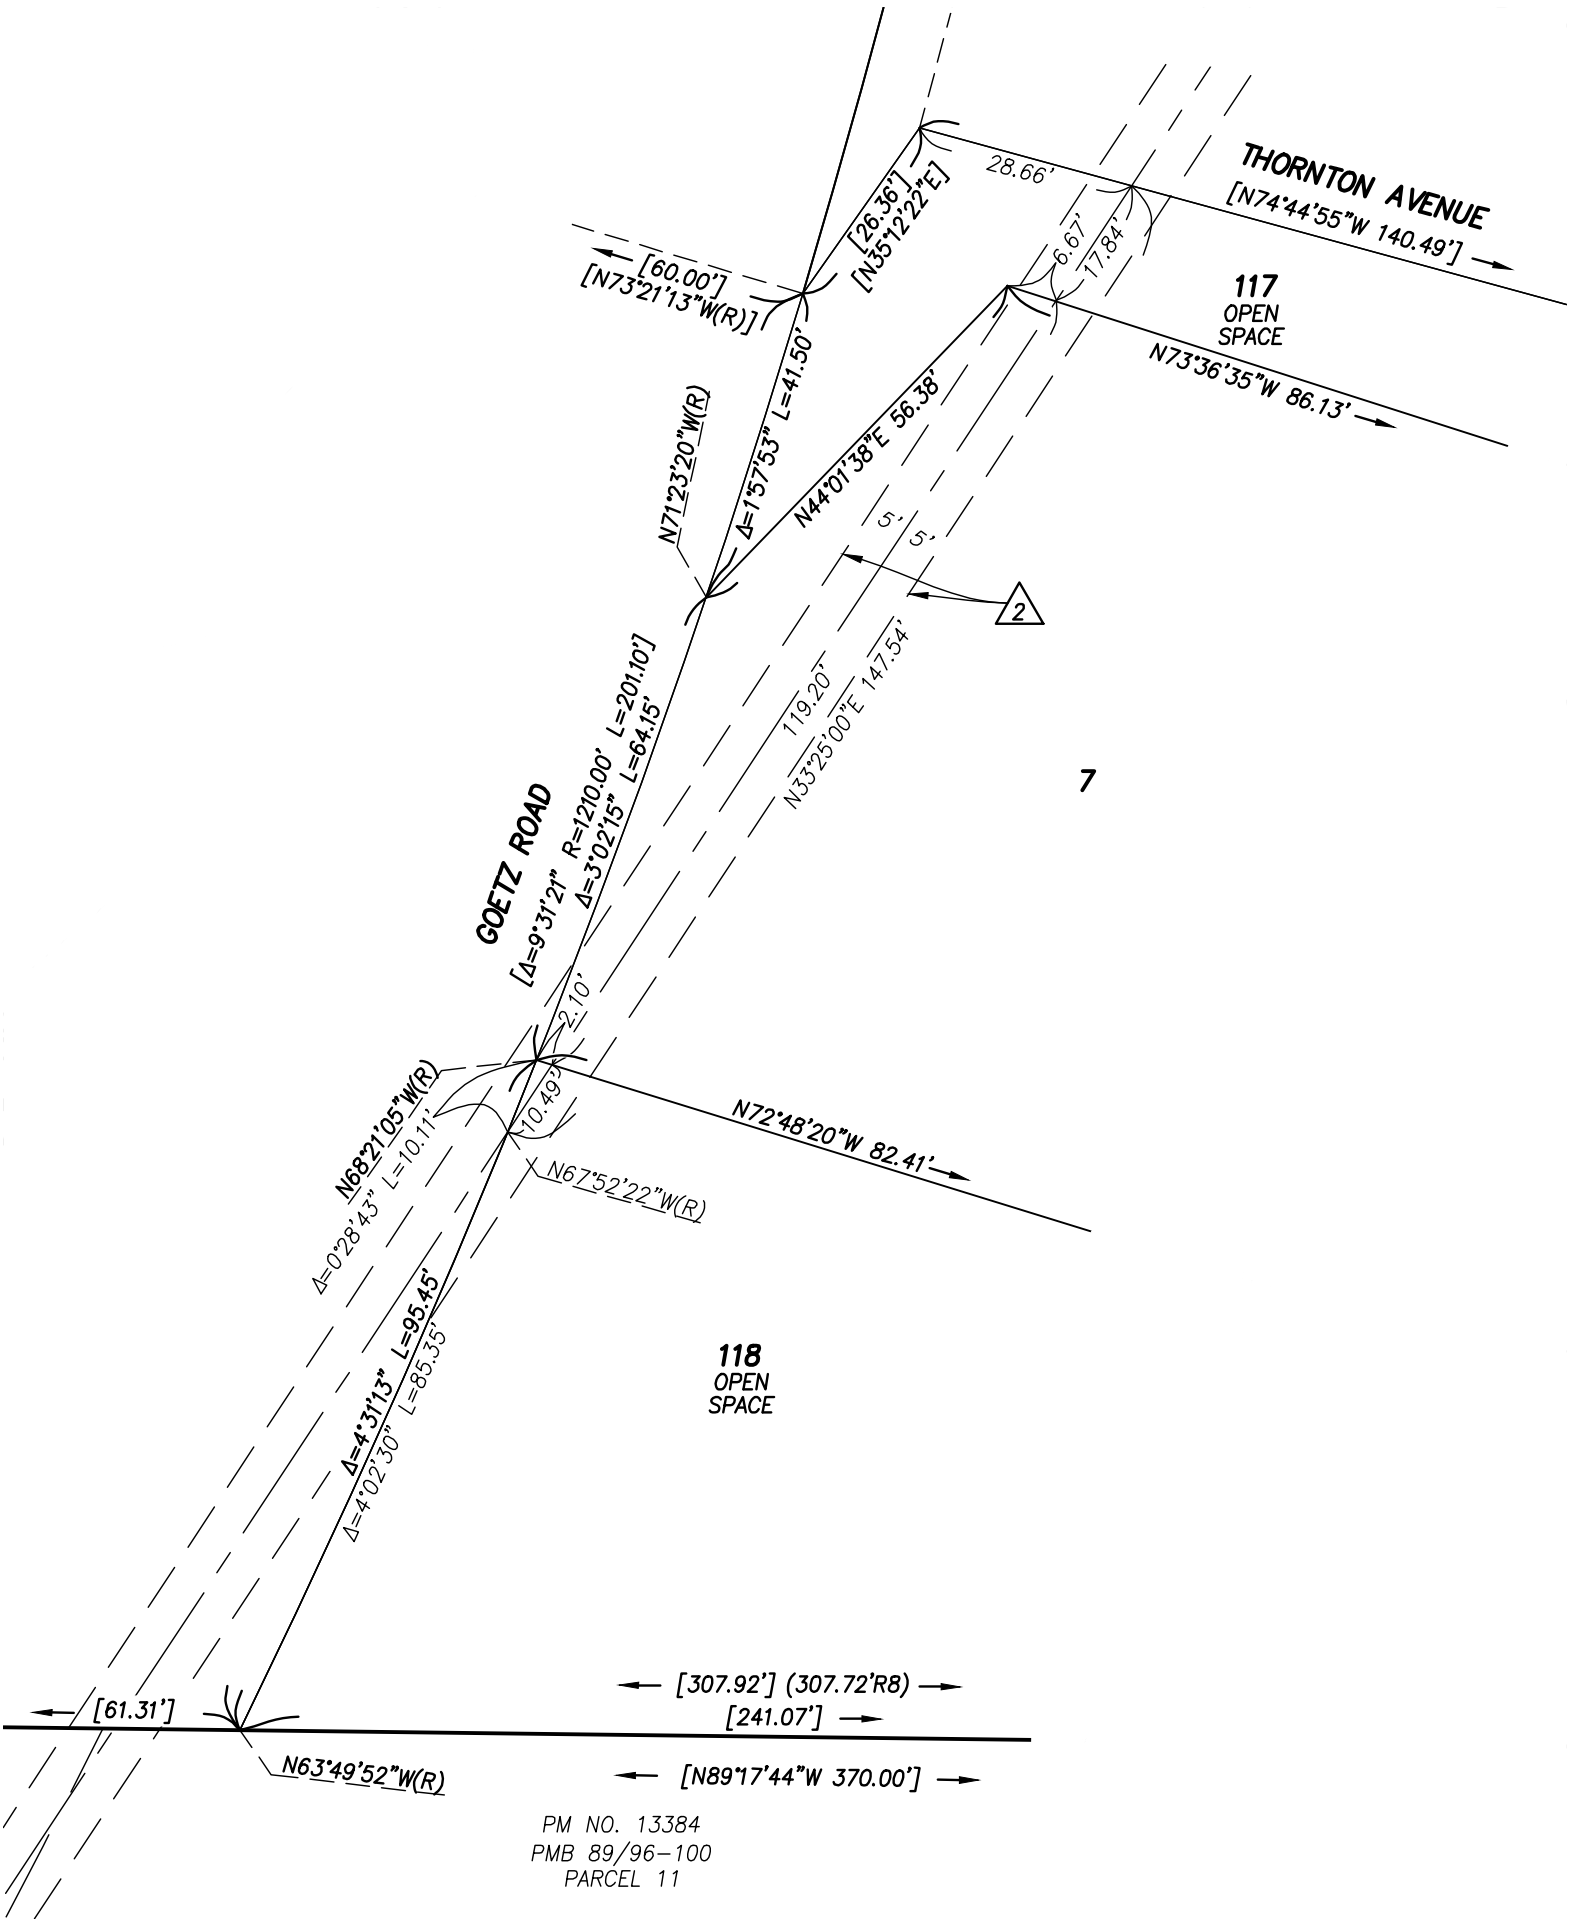 THORNTON AVENUE
[N74°44'55"W 140.49']
28.66'
[26.36']
[N35°12'22"E]
[60.00']
[N73°21'13"W(R)]
6.67'
17.84'
117
OPEN
SPACE
N73°36'35"W 86.13'
Δ=1°57'53" L=41.50'
N71°23'20"W(R)
N44°01'38"E 56.38'
5' 5'
2
119.20'
N33°25'00"E 147.54'
7
GOETZ ROAD
[Δ=9°31'21" R=1210.00' L=201.10']
Δ=3°02'15" L=64.15'
2.10'
10.49'
N68°21'05"W(R)
Δ=0°28'43" L=10.11'
N72°48'20"W 82.41'
N67°52'22"W(R)
Δ=4°31'13" L=95.45'
Δ=4°02'30" L=85.35'
118
OPEN
SPACE
[307.92'] (307.72'R8)
[61.31']
[241.07']
N63°49'52"W(R)
[N89°17'44"W 370.00']
PM NO. 13384
PMB 89/96-100
PARCEL 11